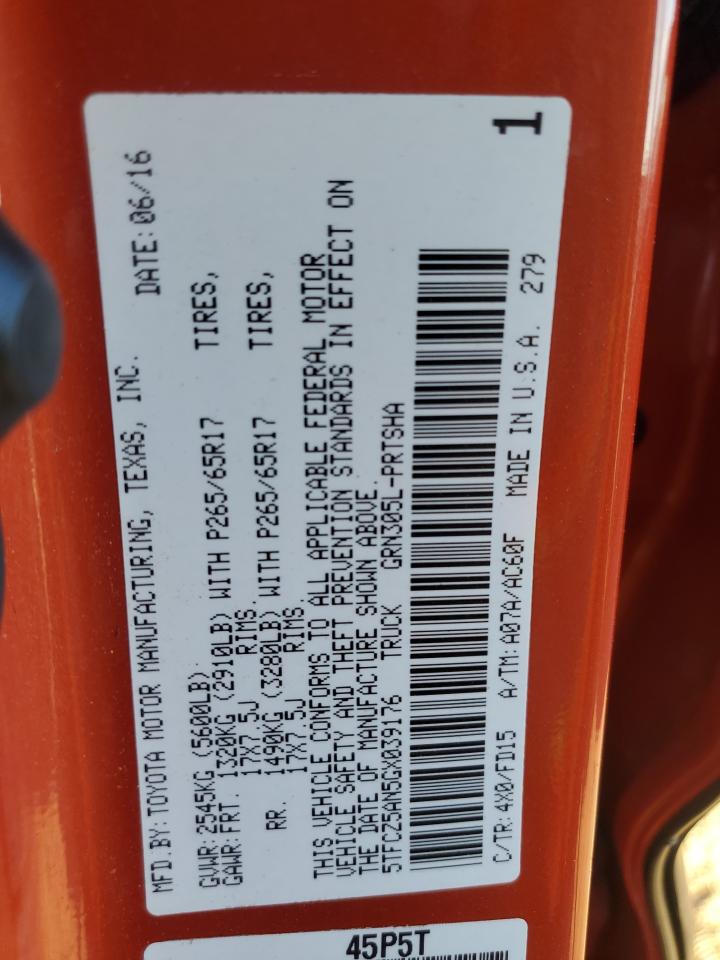 MFD.BY:TOYOTA MOTOR MANUFACTURING, TEXAS, INC.
DATE:06/16
GVWR:2545KG (5600LB)
GAWR:FRT. 1320KG (2910LB) WITH P265/65R17 TIRES,
17X7.5J RIMS.
RR. 1490KG (3280LB) WITH P265/65R17 TIRES,
17X7.5J RIMS.
THIS VEHICLE CONFORMS TO ALL APPLICABLE FEDERAL MOTOR
VEHICLE SAFETY AND THEFT PREVENTION STANDARDS IN EFFECT ON
THE DATE OF MANUFACTURE SHOWN ABOVE.
5TFCZ5AN5GX039176 TRUCK GRN305L-PRTSHA
C/TR:4X0/FD15 A/TM:A07A/AC60F MADE IN U.S.A. 279
1
45P5T